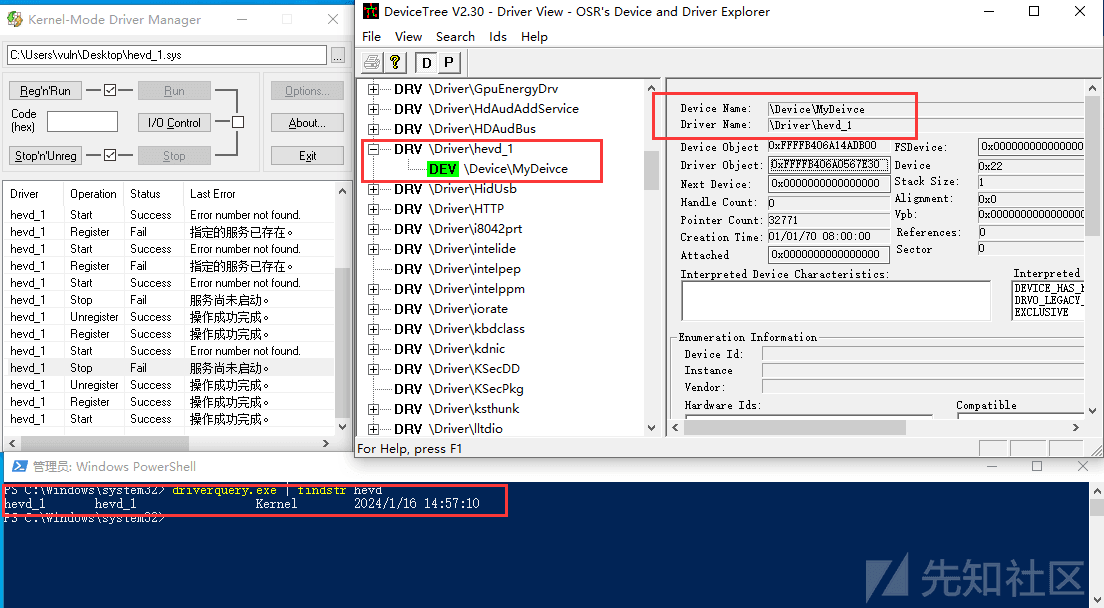 Kernel-Mode Driver Manager
C:\Users\vuln\Desktop\hevd_1.sys
...
Reg'n'Run
Run
Options...
Code
(hex)
I/O Control
About...
Stop'n'Unreg
Stop
Exit
Driver Operation Status Last Error
hevd_1 Start Success Error number not found.
hevd_1 Register Fail 指定的服务已存在。
hevd_1 Start Success Error number not found.
hevd_1 Register Fail 指定的服务已存在。
hevd_1 Start Success Error number not found.
hevd_1 Stop Fail 服务尚未启动。
hevd_1 Unregister Success 操作成功完成。
hevd_1 Register Success 操作成功完成。
hevd_1 Start Success Error number not found.
hevd_1 Stop Fail 服务尚未启动。
hevd_1 Unregister Success 操作成功完成。
hevd_1 Register Success 操作成功完成。
hevd_1 Start Success 操作成功完成。
DeviceTree V2.30 - Driver View - OSR's Device and Driver Explorer
File View Search Ids Help
? D P
DRV \Driver\GpuEnergyDrv
DRV \Driver\HdAudAddService
DRV \Driver\HDAudBus
DRV \Driver\hevd_1
DEV \Device\MyDeivce
DRV \Driver\HidUsb
DRV \Driver\HTTP
DRV \Driver\i8042prt
DRV \Driver\intelide
DRV \Driver\intelpep
DRV \Driver\intelppm
DRV \Driver\iorate
DRV \Driver\kbdclass
DRV \Driver\kdnic
DRV \Driver\KSecDD
DRV \Driver\KSecPkg
DRV \Driver\ksthunk
DRV \Driver\lltdio
Device Name: \Device\MyDeivce
Driver Name: \Driver\hevd_1
Device Object 0xFFFFB406A14ADB00 FSDevice: 0x000000000000000
Driver Object: 0xFFFFB406A0567E30 Device 0x22
Next Device: 0x0000000000000000 Stack Size: 1
Handle Count: 0 Alignment: 0x0
Pointer Count: 32771 Vpb: 0x000000000000000
Creation Time: 01/01/70 08:00:00 References: 0
Attached 0x0000000000000000 Sector 0
Interpreted Device Characteristics: Interpreted
DEVICE_HAS_
DRVO_LEGACY_
EXCLUSIVE
Enumeration Information
Device Id:
Instance
Vendor:
Hardware Ids: Compatible
For Help, press F1
管理员: Windows PowerShell
PS C:\Windows\system32> driverquery.exe | findstr hevd
hevd_1 hevd_1 Kernel 2024/1/16 14:57:10
PS C:\Windows\system32>
先知社区